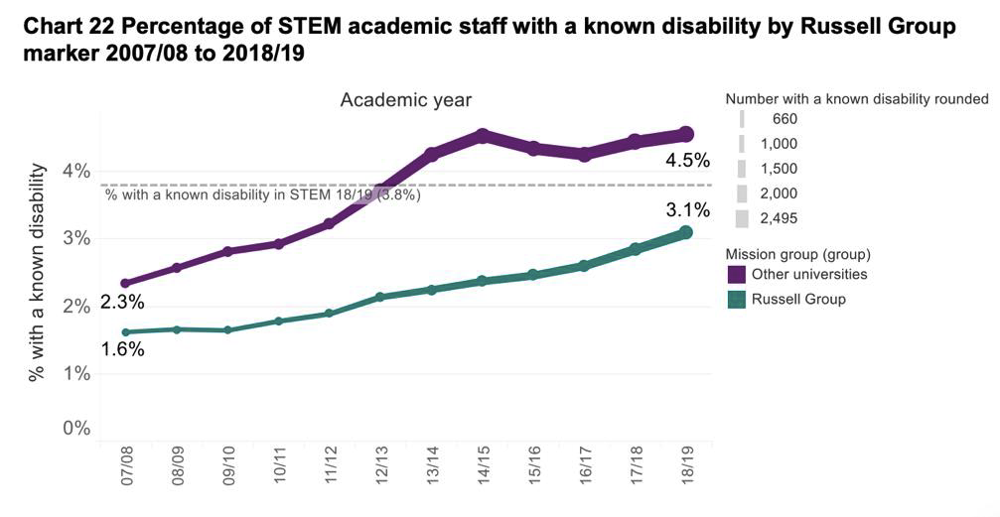 Chart 22 Percentage of STEM academic staff with a known disability by Russell Group
marker 2007/08 to 2018/19
Academic year
% with a known disability
4%
3%
2%
1%
0%
% with a known disability in STEM 18/19 (3.8%)
4.5%
3.1%
2.3%
1.6%
07/08
08/09
09/10
10/11
11/12
12/13
13/14
14/15
15/16
16/17
17/18
18/19
Number with a known disability rounded
660
1,000
1,500
2,000
2,495
Mission group (group)
Other universities
Russell Group